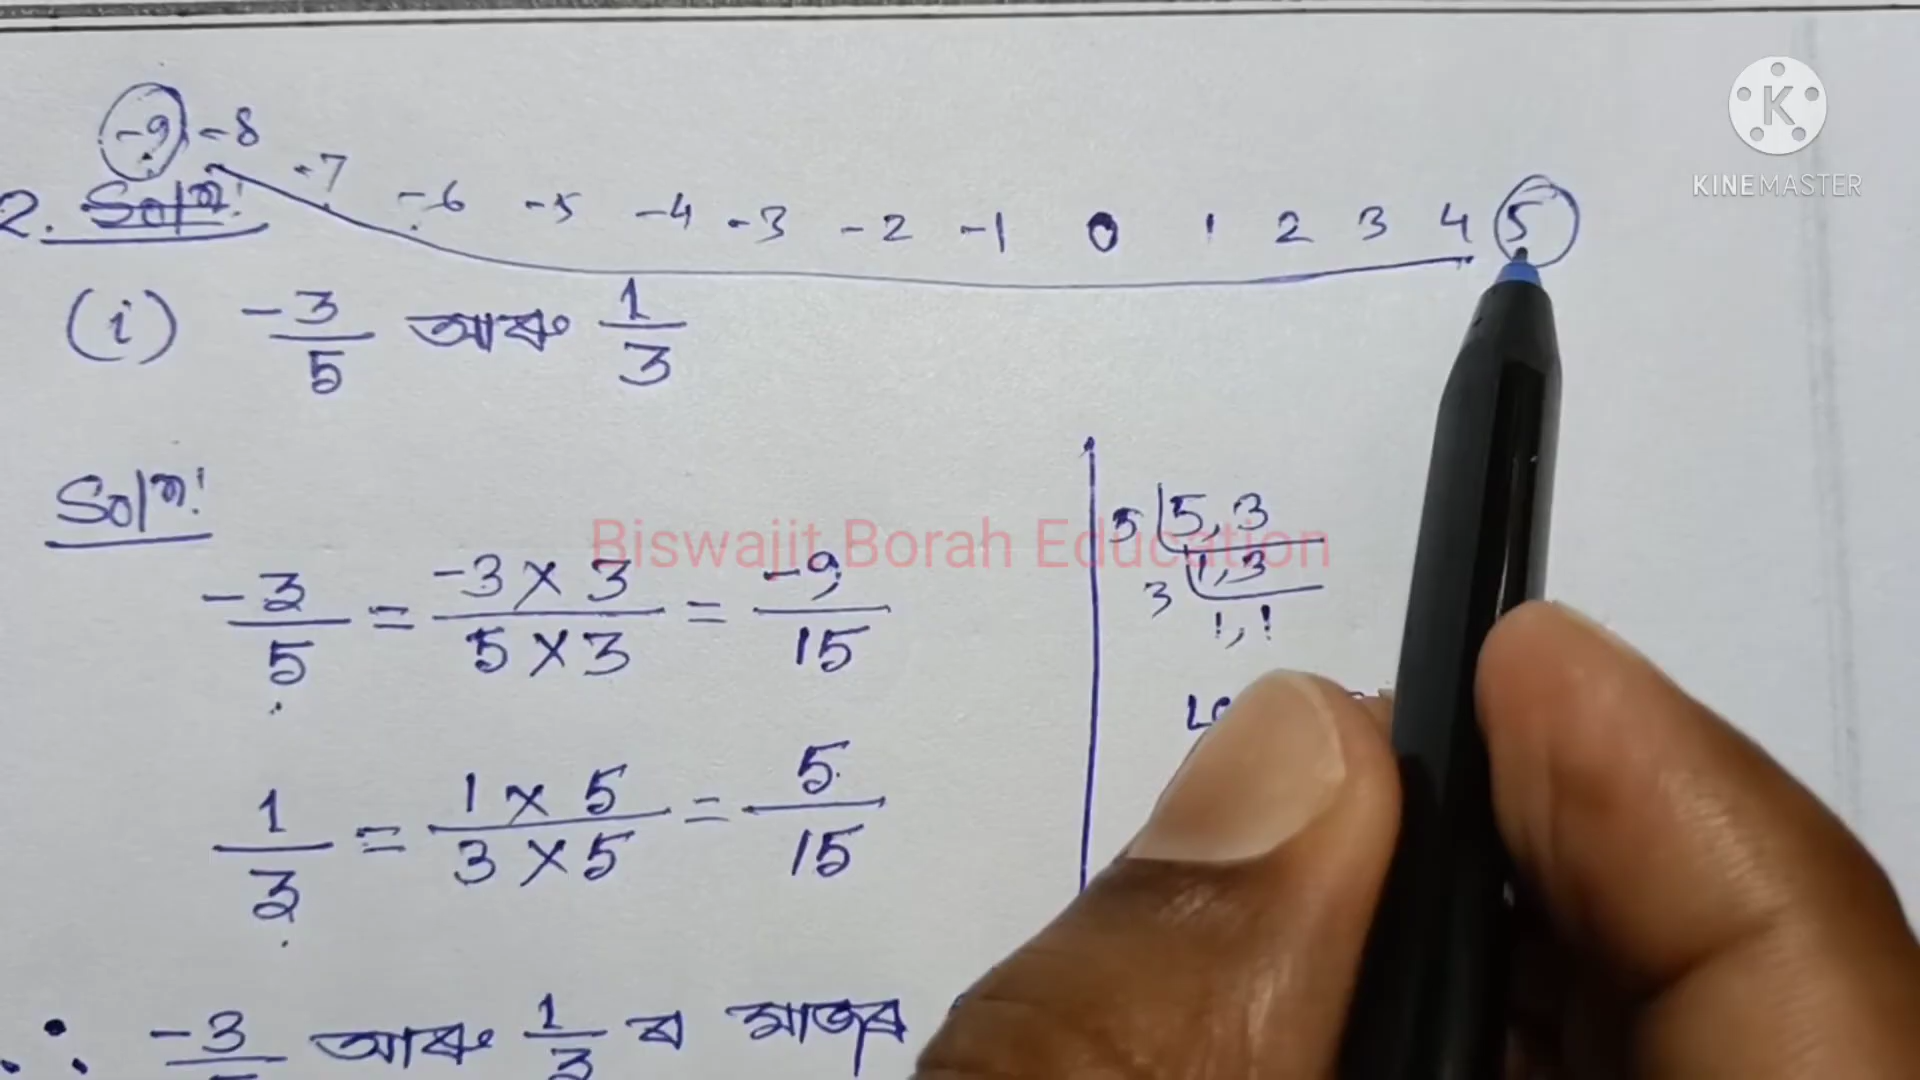 -9 -8 -7 -6 -5 -4 -3 -2 -1 0 1 2 3 4 5
KINEMASTER
2. Solⁿ:
(i) -3/5 আৰু 1/3
Solⁿ:
Biswajit Borah Education
-3/5 = -3×3/5×3 = -9/15
1/3 = 1×5/3×5 = 5/15
5 | 5, 3
3 | 1, 3
1, 1
∴ -3/5 আৰু 1/3 ৰ মাজৰ